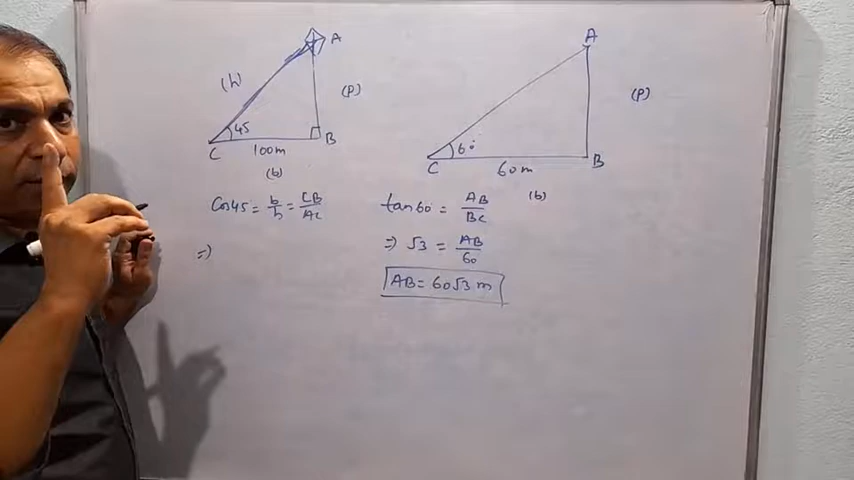 A
(h)
(P)
45
C
100m
B
(b)
A
(P)
60°
C
60m
B
(b)
Cos45 = b/h = CB/AC
=)
tan60 = AB/BC
=) √3 = AB/60
AB = 60√3 m